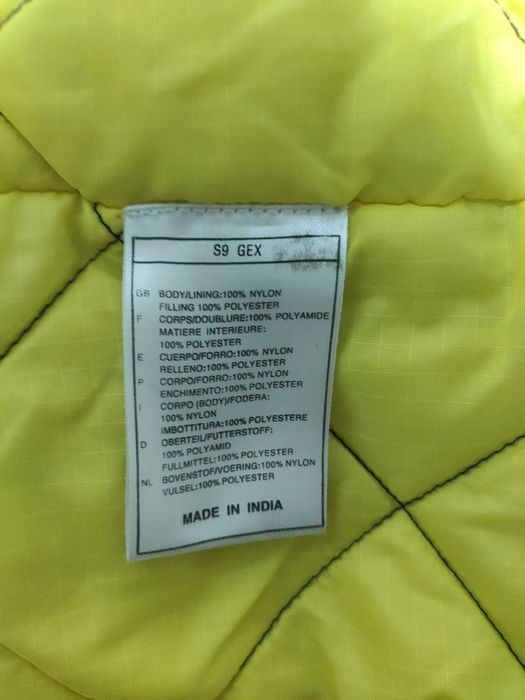 S9 GEX
GB BODY/LINING:100% NYLON
FILLING 100% POLYESTER
F CORPS/DOUBLURE:100% POLYAMIDE
MATIERE INTERIEURE:
100% POLYESTER
E CUERPO/FORRO:100% NYLON
RELLENO:100% POLYESTER
P CORPO/FORRO:100% NYLON
ENCHIMENTO:100% POLYESTER
I CORPO (BODY)/FODERA:
100% NYLON
IMBOTTITURA:100% POLYESTERE
D OBERTEIL/FUTTERSTOFF:
100% POLYAMID
FULLMITTEL:100% POLYESTER
NL BOVENSTOF/VOERING:100% NYLON
VULSEL:100% POLYESTER
MADE IN INDIA